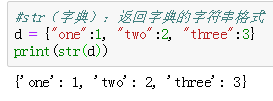 #str（字典）：返回字典的字符串格式
d = {"one":1, "two":2, "three":3}
print(str(d))
{'one': 1, 'two': 2, 'three': 3}